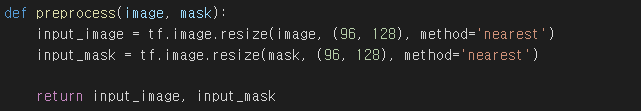 def preprocess(image, mask):
    input_image = tf.image.resize(image, (96, 128), method='nearest')
    input_mask = tf.image.resize(mask, (96, 128), method='nearest')

    return input_image, input_mask